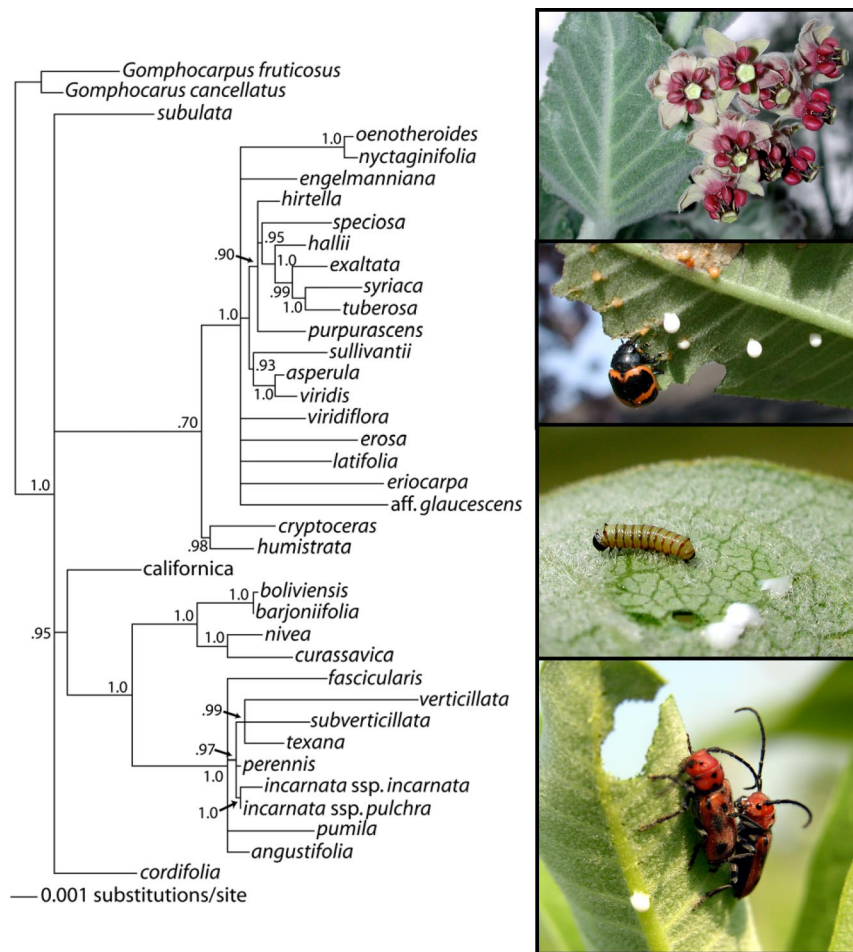 Gomphocarpus fruticosus
Gomphocarus cancellatus
subulata
1.0 oenotheroides
nyctaginifolia
engelmanniana
hirtella
.95 speciosa
hallii
.90 1.0 exaltata
.99 syriaca
1.0 1.0 tuberosa
purpurascens
sullivantii
.93 asperula
1.0 viridis
viridiflora
.70 erosa
latifolia
eriocarpa
1.0 aff. glaucescens
cryptoceras
.98 humistrata
californica
1.0 boliviensis
barjoniifolia
.95 1.0 nivea
1.0 curassavica
1.0 fascicularis
.99 verticillata
subverticillata
.97 texana
1.0 perennis
incarnata ssp. incarnata
1.0 incarnata ssp. pulchra
pumila
angustifolia
cordifolia
0.001 substitutions/site